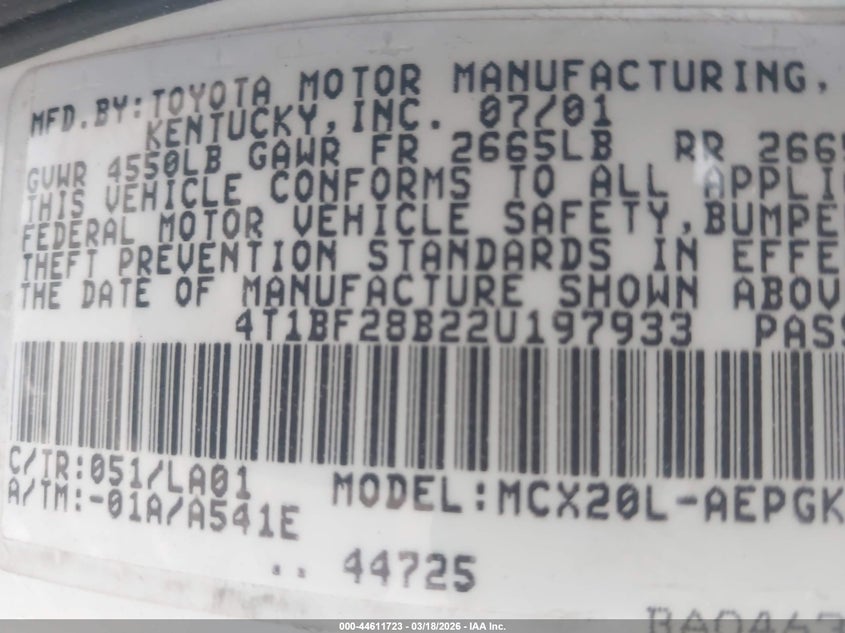 MFD.BY:TOYOTA MOTOR MANUFACTURING,
KENTUCKY,INC. 07/01
GVWR 4550LB GAWR FR 2665LB RR 266
THIS VEHICLE CONFORMS TO ALL APPLI
FEDERAL MOTOR VEHICLE SAFETY,BUMPE
THEFT PREVENTION STANDARDS IN EFFE
THE DATE OF MANUFACTURE SHOWN ABOV
4T1BF28B22U197933 PASS
C/TR:051/LA01
A/TM:-01A/A541E
MODEL:MCX20L-AEPGK
.. 44725
000-44611723 — 03/18/2026 — IAA Inc.